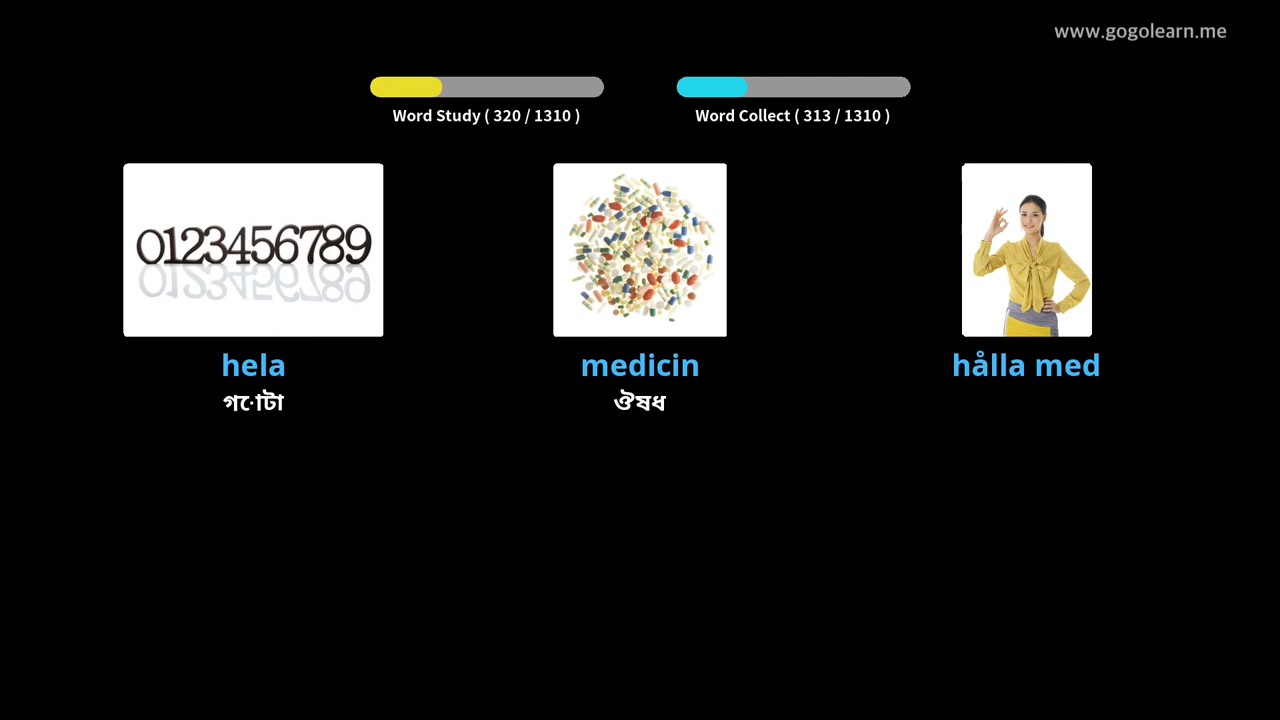 www.gogolearn.me
Word Study ( 320 / 1310 )
Word Collect ( 313 / 1310 )
0123456789
hela
medicin
hålla med
গোটা
ঔষধ